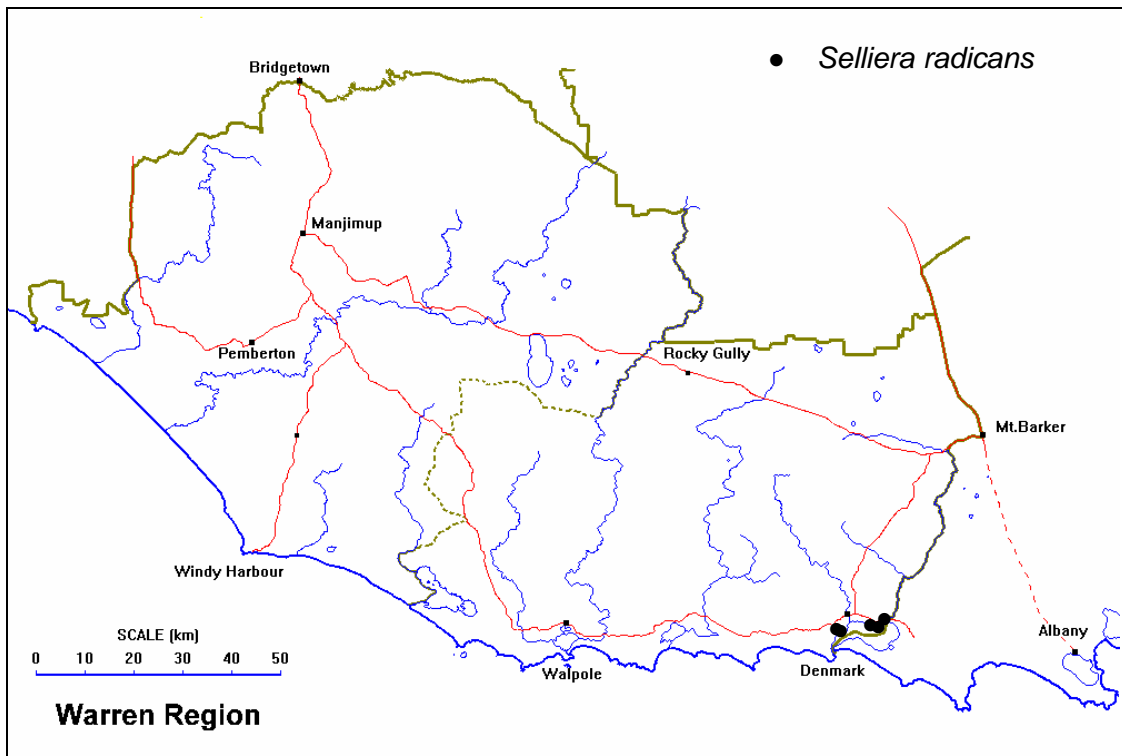 Selliera radicans
Bridgetown
Manjimup
Pemberton
Rocky Gully
Mt.Barker
Windy Harbour
SCALE (km)
0 10 20 30 40 50
Walpole
Denmark
Albany
Warren Region